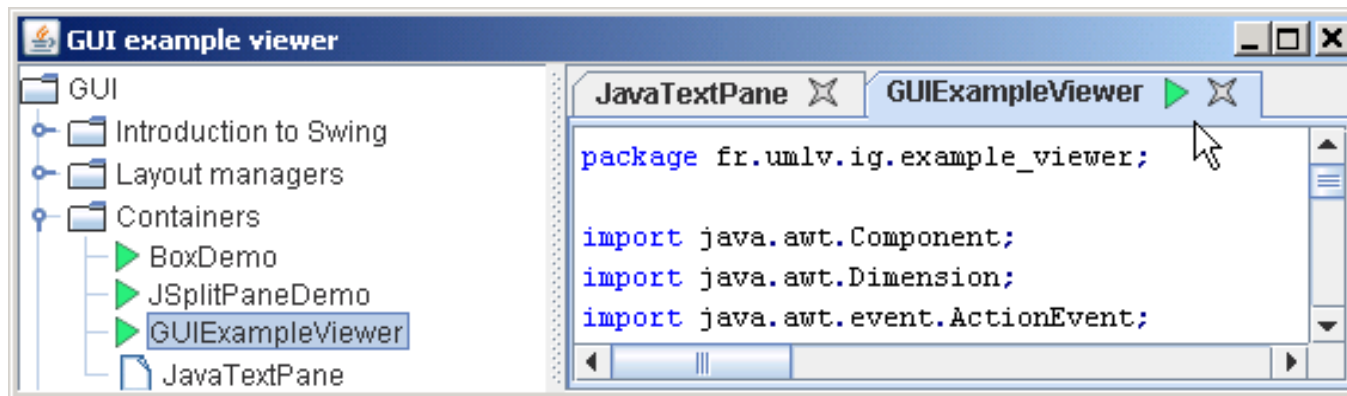 GUI example viewer
GUI
Introduction to Swing
Layout managers
Containers
BoxDemo
JSplitPaneDemo
GUIExampleViewer
JavaTextPane
JavaTextPane GUIExampleViewer
package fr.umlv.ig.example_viewer;
import java.awt.Component;
import java.awt.Dimension;
import java.awt.event.ActionEvent;